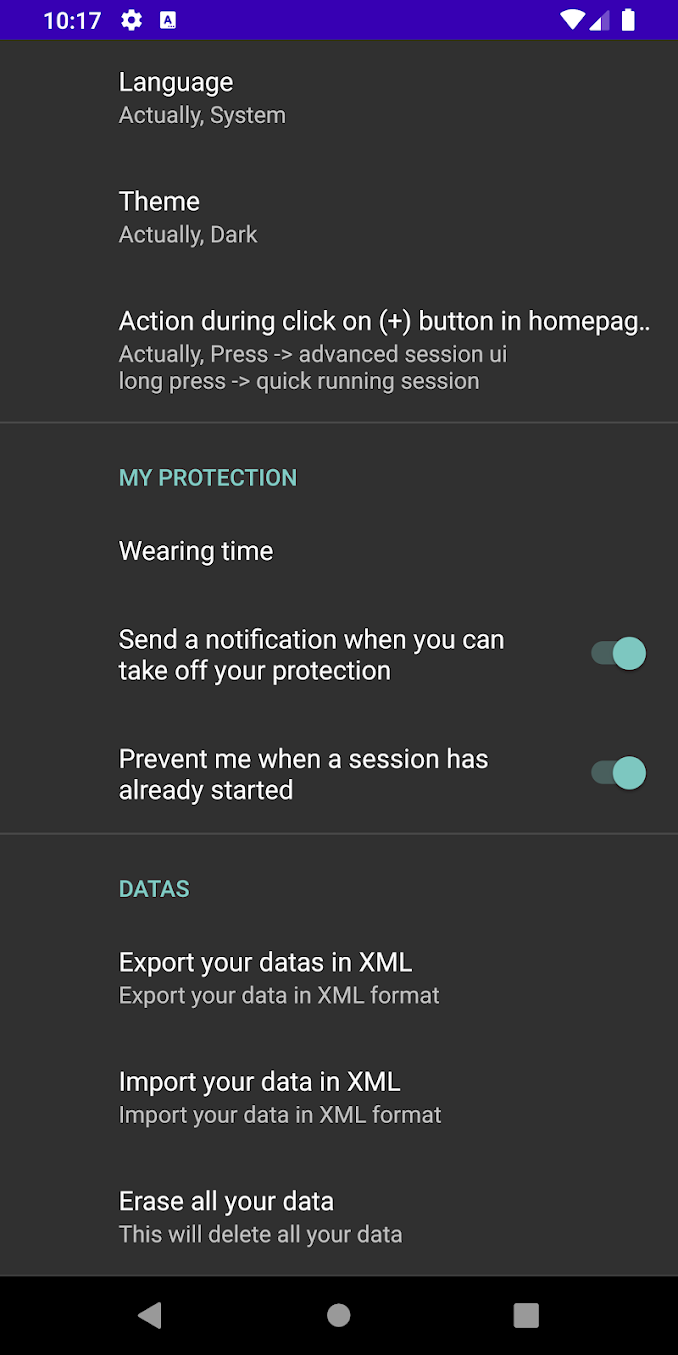 10:17
Language
Actually, System
Theme
Actually, Dark
Action during click on (+) button in homepag..
Actually, Press -> advanced session ui
long press -> quick running session
MY PROTECTION
Wearing time
Send a notification when you can
take off your protection
Prevent me when a session has
already started
DATAS
Export your datas in XML
Export your data in XML format
Import your data in XML
Import your data in XML format
Erase all your data
This will delete all your data